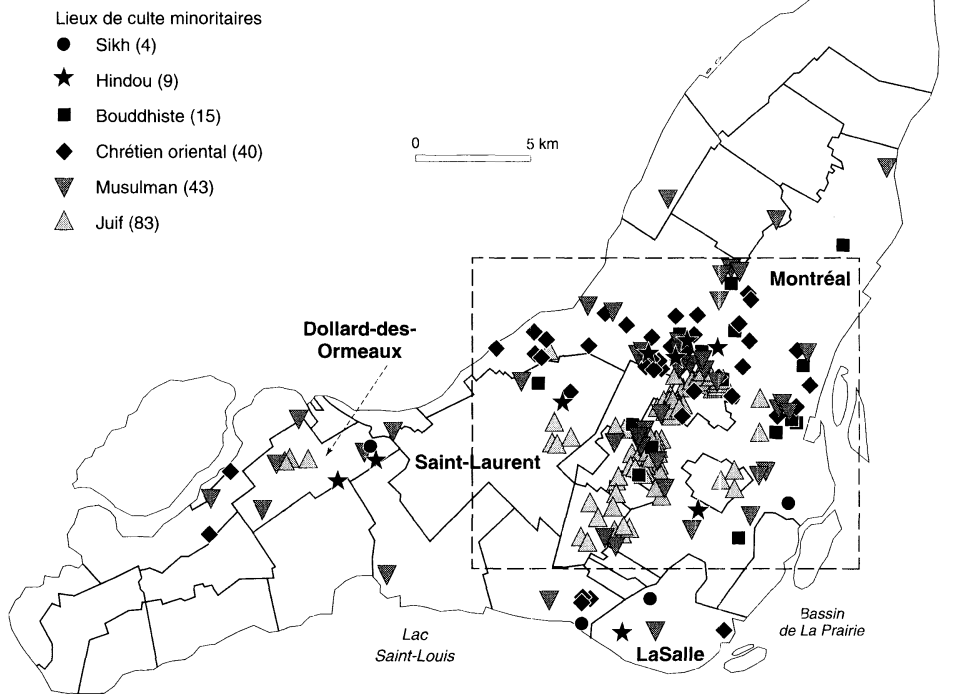 Lieux de culte minoritaires
Sikh (4)
Hindou (9)
Bouddhiste (15)
Chrétien oriental (40)
Musulman (43)
Juif (83)
0 5 km
Montréal
Dollard-des-
Ormeaux
Saint-Laurent
Bassin
de La Prairie
Lac
Saint-Louis
LaSalle